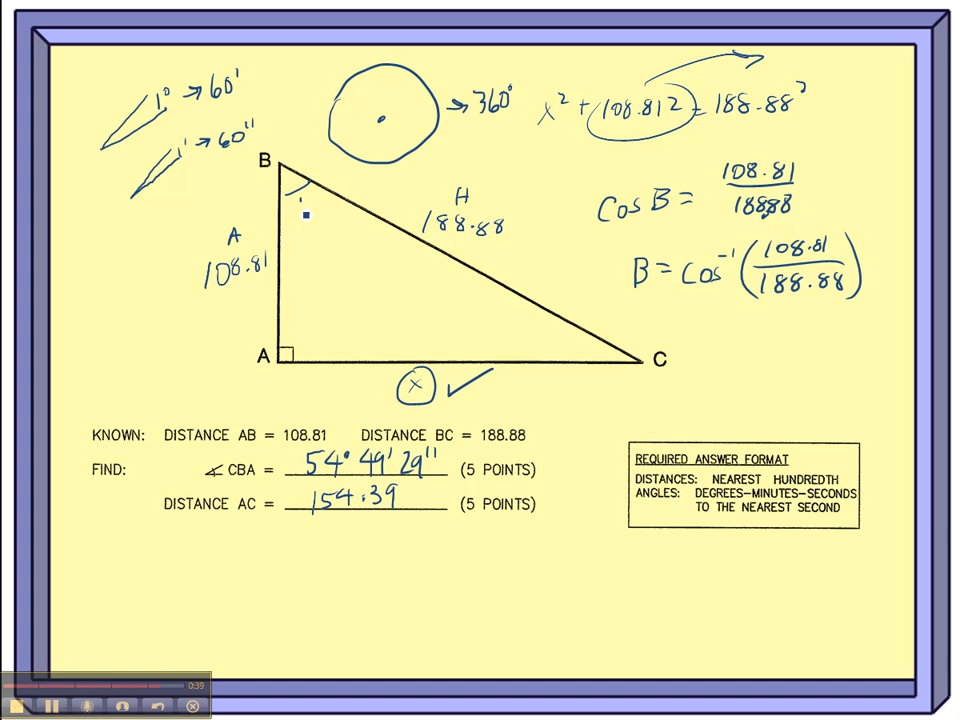 1° → 60'
1' → 60"
→ 360°
x² + 108.81² = 188.88²
B
H
188.88
A
108.81
cos B = 108.81 / 188.88
B = cos⁻¹ (108.81 / 188.88)
A
C
x ✓
KNOWN: DISTANCE AB = 108.81 DISTANCE BC = 188.88
FIND: ∢ CBA = 54° 49' 29" (5 POINTS)
DISTANCE AC = 154.39 (5 POINTS)
REQUIRED ANSWER FORMAT
DISTANCES: NEAREST HUNDREDTH
ANGLES: DEGREES-MINUTES-SECONDS
TO THE NEAREST SECOND
0:39